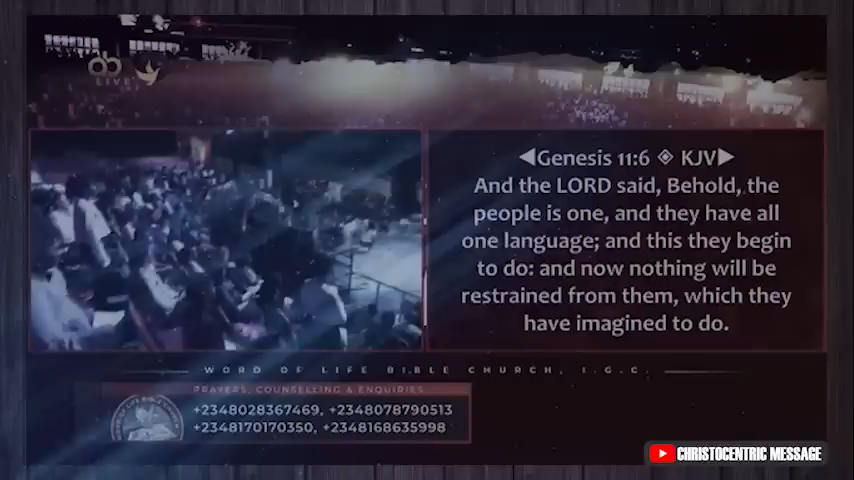 LIVE
◀Genesis 11:6 ◈ KJV▶
And the LORD said, Behold, the
people is one, and they have all
one language; and this they begin
to do: and now nothing will be
restrained from them, which they
have imagined to do.
WORD OF LIFE BIBLE CHURCH, I.G.C.
PRAYERS, COUNSELLING & ENQUIRIES
+2348028367469, +2348078790513
+2348170170350, +2348168635998
CHRISTOCENTRIC MESSAGE